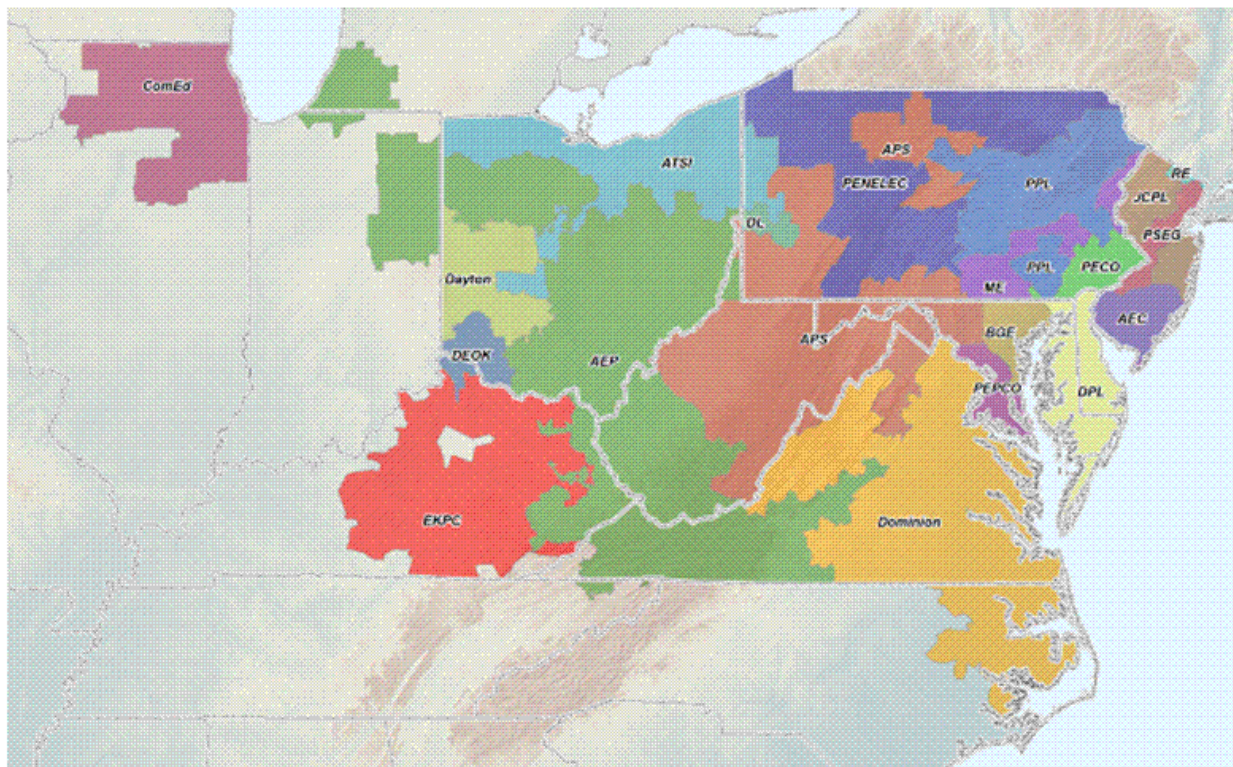 ComEd
ATSI
APS
PENELEC
PPL
RE
JCPL
DL
PSEG
PPL
PECO
Dayton
ME
AEC
APS
BGE
DEOK
AEP
PEPCO
DPL
EKPC
Dominion